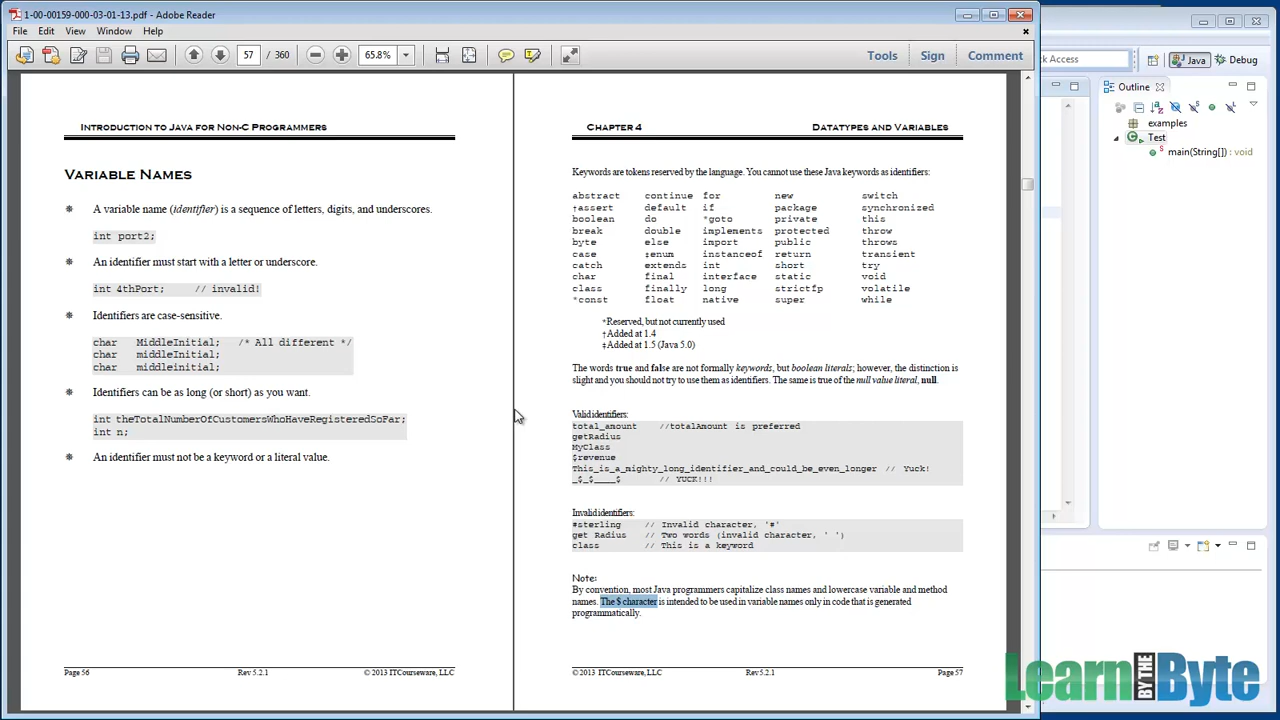 1-00-00159-000-03-01-13.pdf - Adobe Reader
File Edit View Window Help
57 / 360 65.8% Tools Sign Comment
Introduction to Java for Non-C Programmers
Variable Names
A variable name (identifier) is a sequence of letters, digits, and underscores.
int port2;
An identifier must start with a letter or underscore.
int 4thPort; // invalid!
Identifiers are case-sensitive.
char MiddleInitial; /* All different */
char middleInitial;
char middleinitial;
Identifiers can be as long (or short) as you want.
int theTotalNumberOfCustomersWhoHaveRegisteredSoFar;
int n;
An identifier must not be a keyword or a literal value.
Page 56 Rev 5.2.1 © 2013 ITCourseware, LLC
Chapter 4 Datatypes and Variables
Keywords are tokens reserved by the language. You cannot use these Java keywords as identifiers:
abstract continue for new switch
†assert default if package synchronized
boolean do *goto private this
break double implements protected throw
byte else import public throws
case ‡enum instanceof return transient
catch extends int short try
char final interface static void
class finally long strictfp volatile
*const float native super while
*Reserved, but not currently used
†Added at 1.4
‡Added at 1.5 (Java 5.0)
The words true and false are not formally keywords, but boolean literals; however, the distinction is
slight and you should not try to use them as identifiers. The same is true of the null value literal, null.
Valid identifiers:
total_amount //totalAmount is preferred
getRadius
MyClass
$revenue
This_is_a_mighty_long_identifier_and_could_be_even_longer // Yuck!
_$_$____$ // YUCK!!!
Invalid identifiers:
#sterling // Invalid character, '#'
get Radius // Two words (invalid character, ' ')
class // This is a keyword
Note:
By convention, most Java programmers capitalize class names and lowercase variable and method
names. The $ character is intended to be used in variable names only in code that is generated
programmatically.
© 2013 ITCourseware, LLC Rev 5.2.1 Page 57
Access
Java Debug
Outline
examples
Test
main(String[]) : void
Learn BY THE Byte